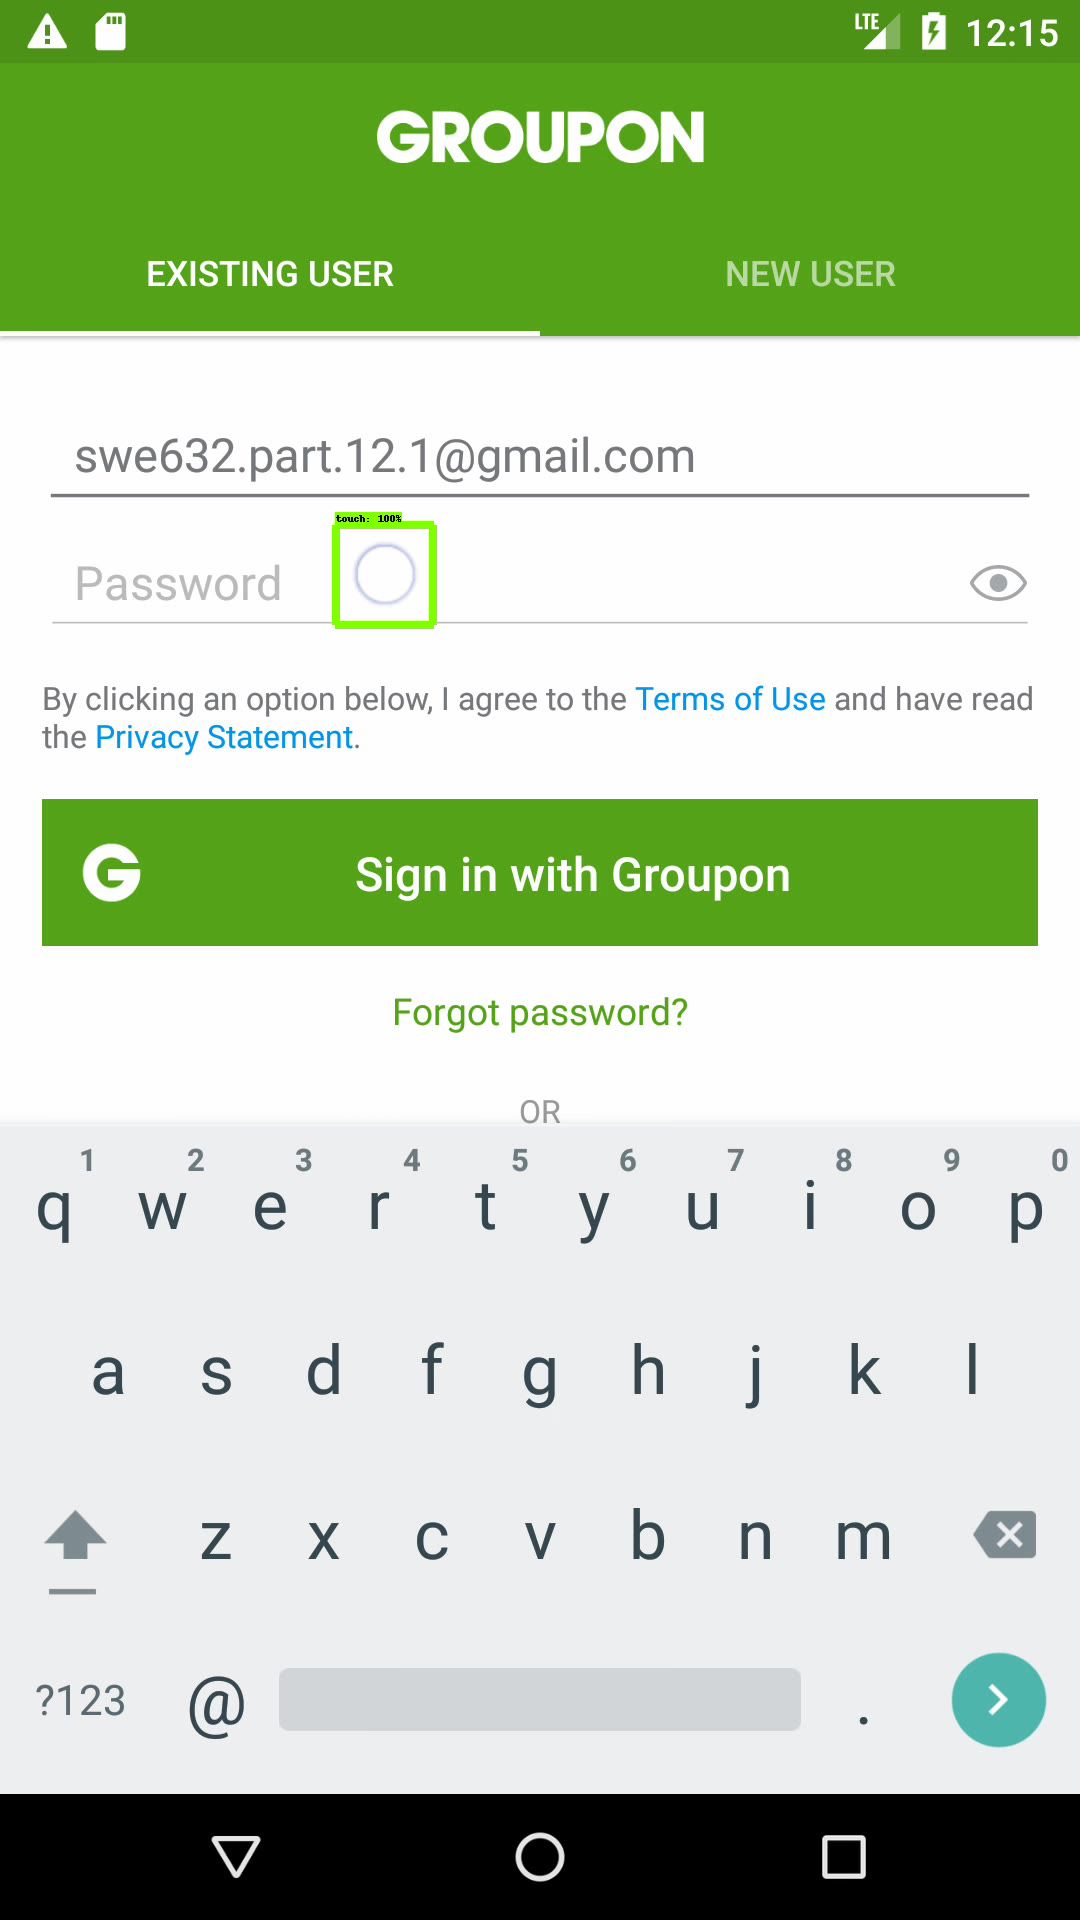 LTE 12:15
GROUPON
EXISTING USER NEW USER
swe632.part.12.1@gmail.com
touch: 100%
Password
By clicking an option below, I agree to the Terms of Use and have read
the Privacy Statement.
G Sign in with Groupon
Forgot password?
OR
1 2 3 4 5 6 7 8 9 0
q w e r t y u i o p
a s d f g h j k l
z x c v b n m
?123 @ .